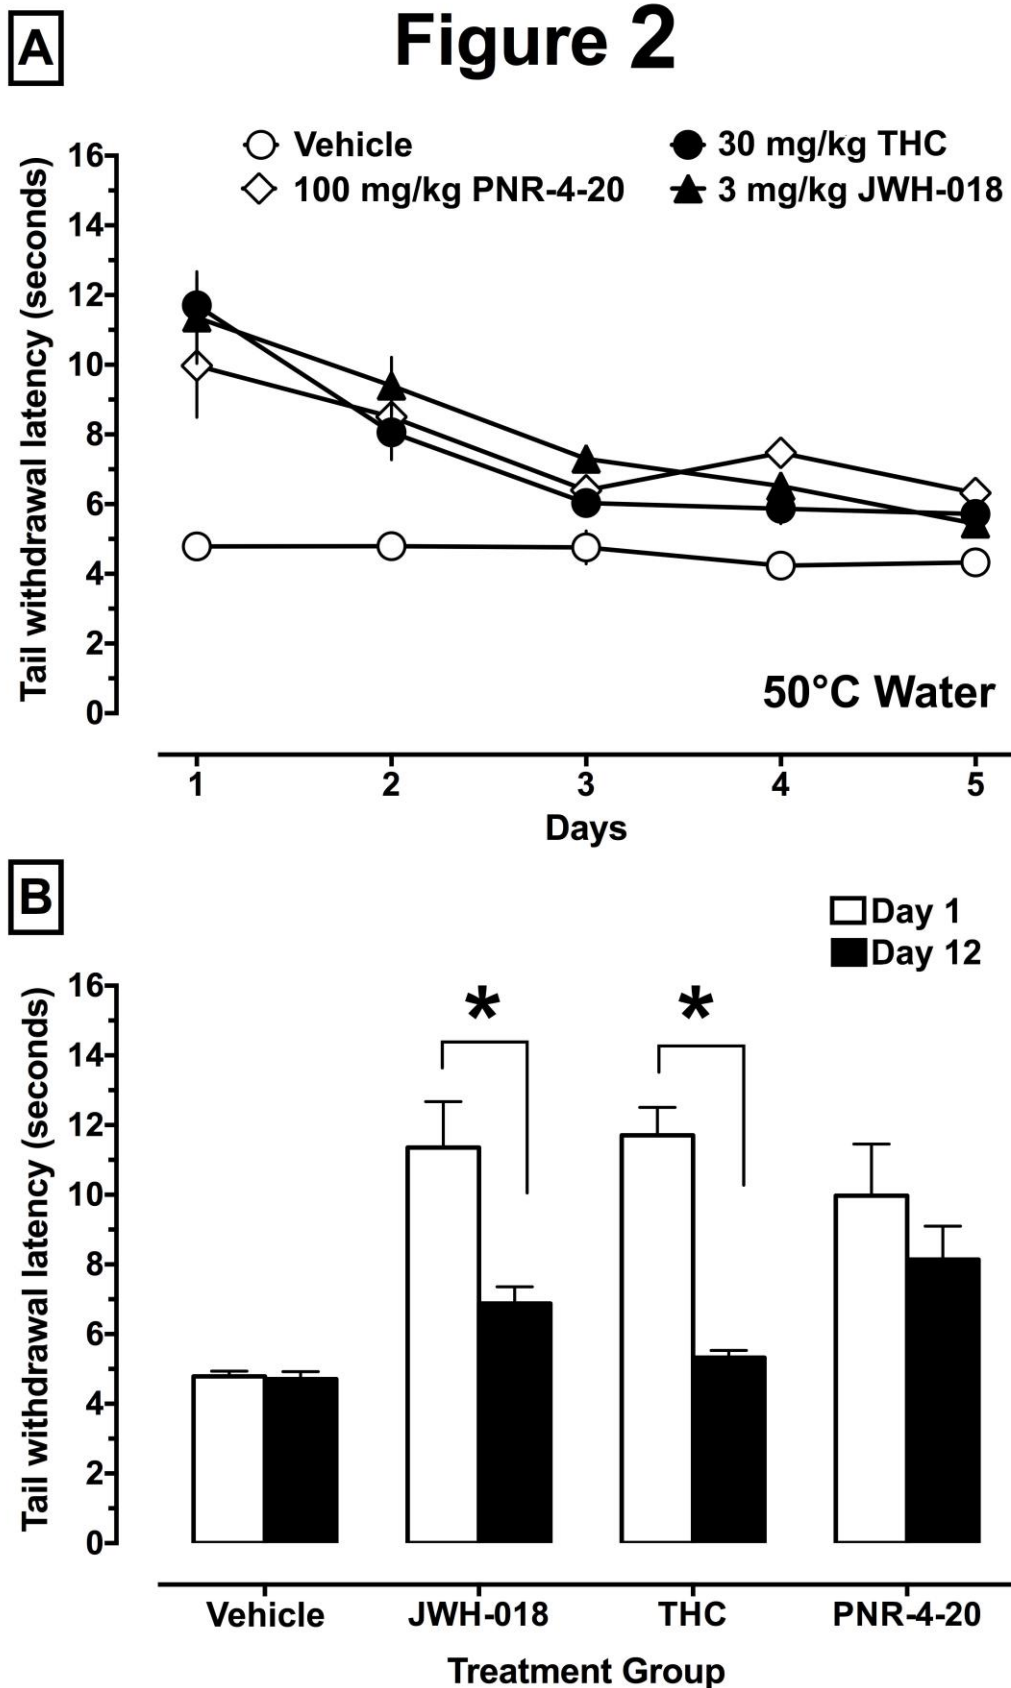 A
Figure 2
Vehicle
30 mg/kg THC
100 mg/kg PNR-4-20
3 mg/kg JWH-018
Tail withdrawal latency (seconds)
16
14
12
10
8
6
4
2
0
50°C Water
1 2 3 4 5
Days
B
Day 1
Day 12
Tail withdrawal latency (seconds)
16
14
12
10
8
6
4
2
0
* *
Vehicle JWH-018 THC PNR-4-20
Treatment Group